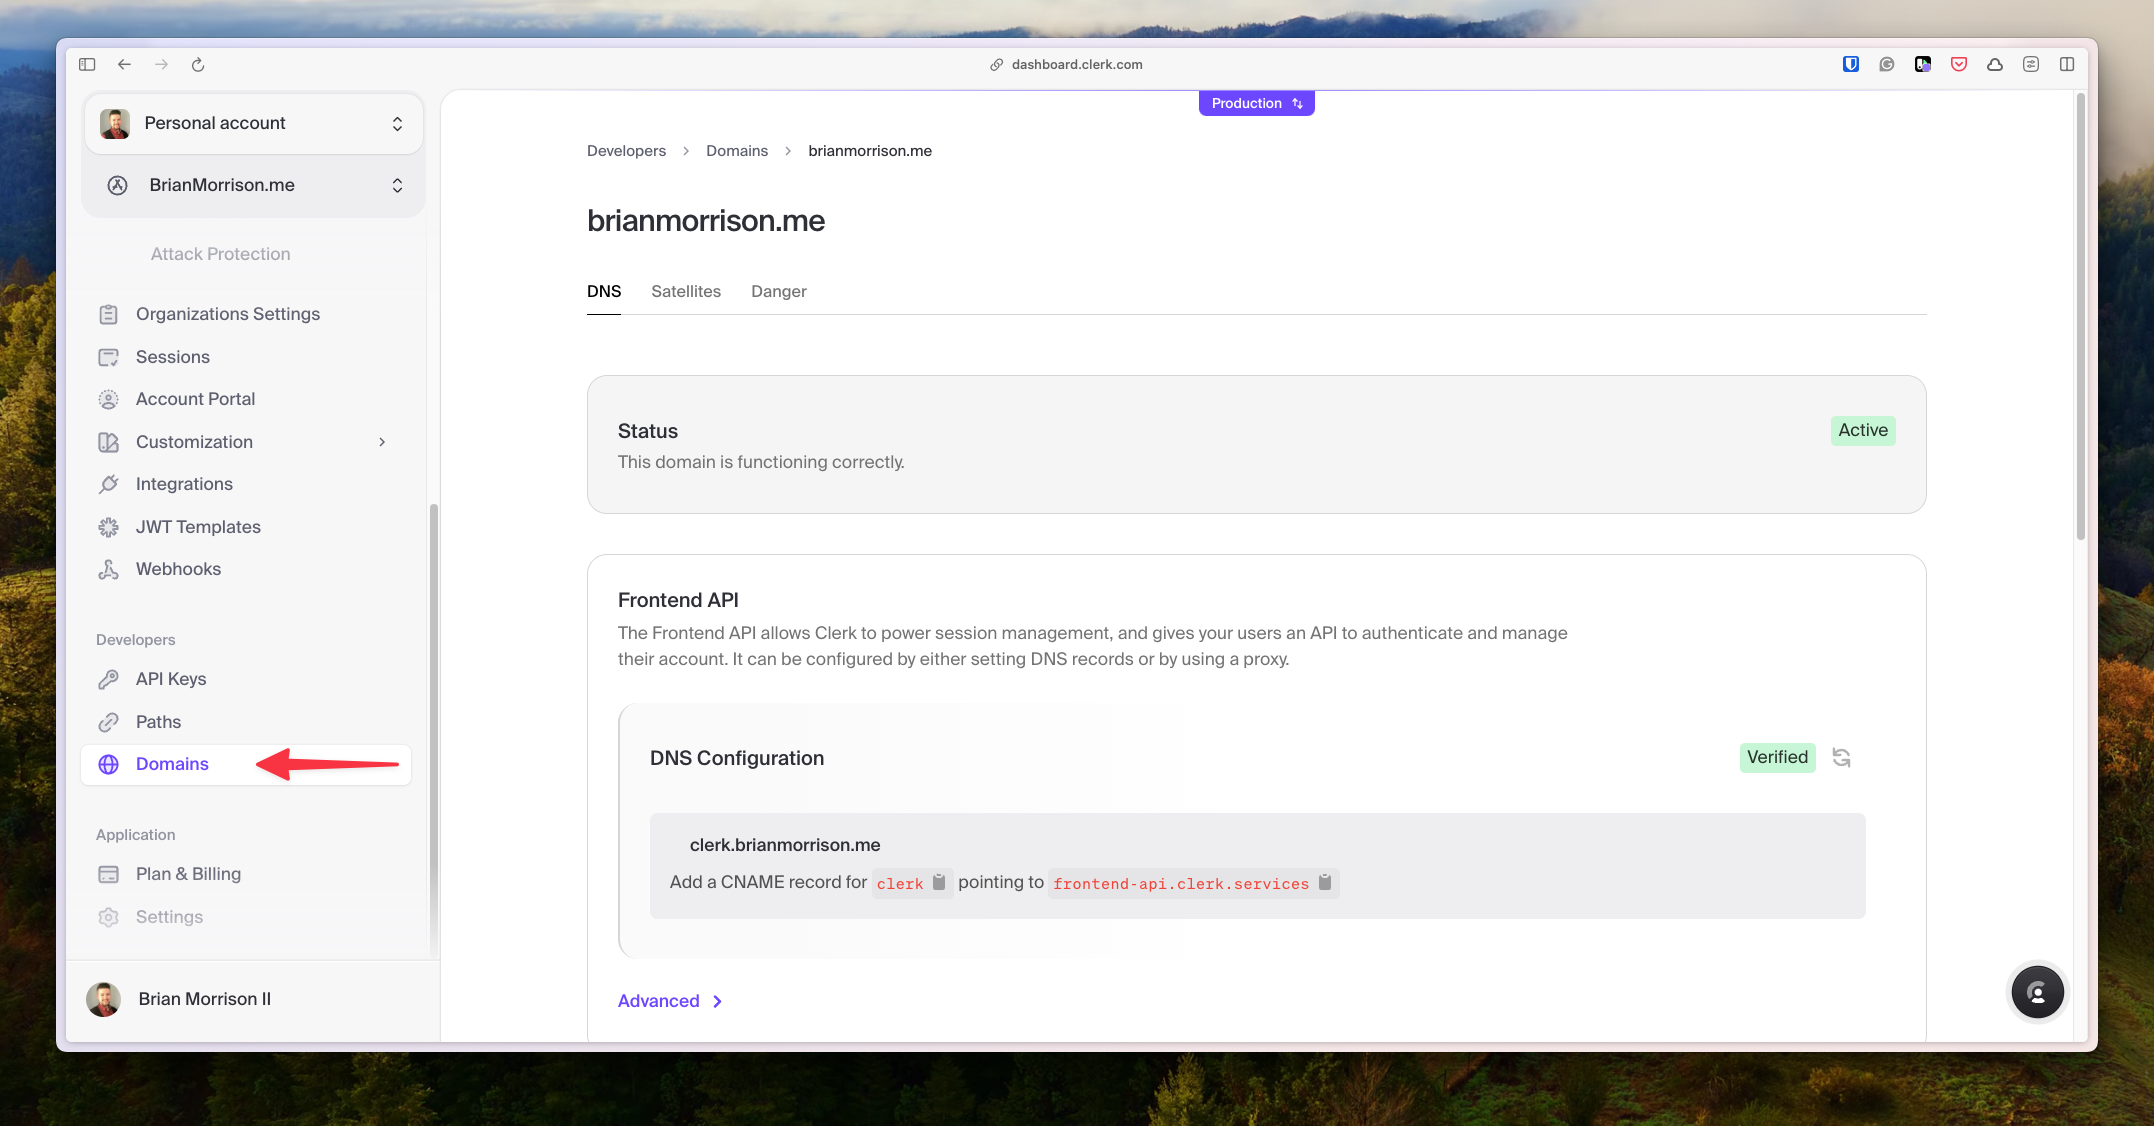 dashboard.clerk.com
Personal account
BrianMorrison.me
Attack Protection
Organizations Settings
Sessions
Account Portal
Customization
Integrations
JWT Templates
Webhooks
Developers
API Keys
Paths
Domains
Application
Plan & Billing
Settings
Brian Morrison II
Production
Developers > Domains > brianmorrison.me
brianmorrison.me
DNS Satellites Danger
Status Active
This domain is functioning correctly.
Frontend API
The Frontend API allows Clerk to power session management, and gives your users an API to authenticate and manage
their account. It can be configured by either setting DNS records or by using a proxy.
DNS Configuration Verified
clerk.brianmorrison.me
Add a CNAME record for clerk pointing to frontend-api.clerk.services
Advanced